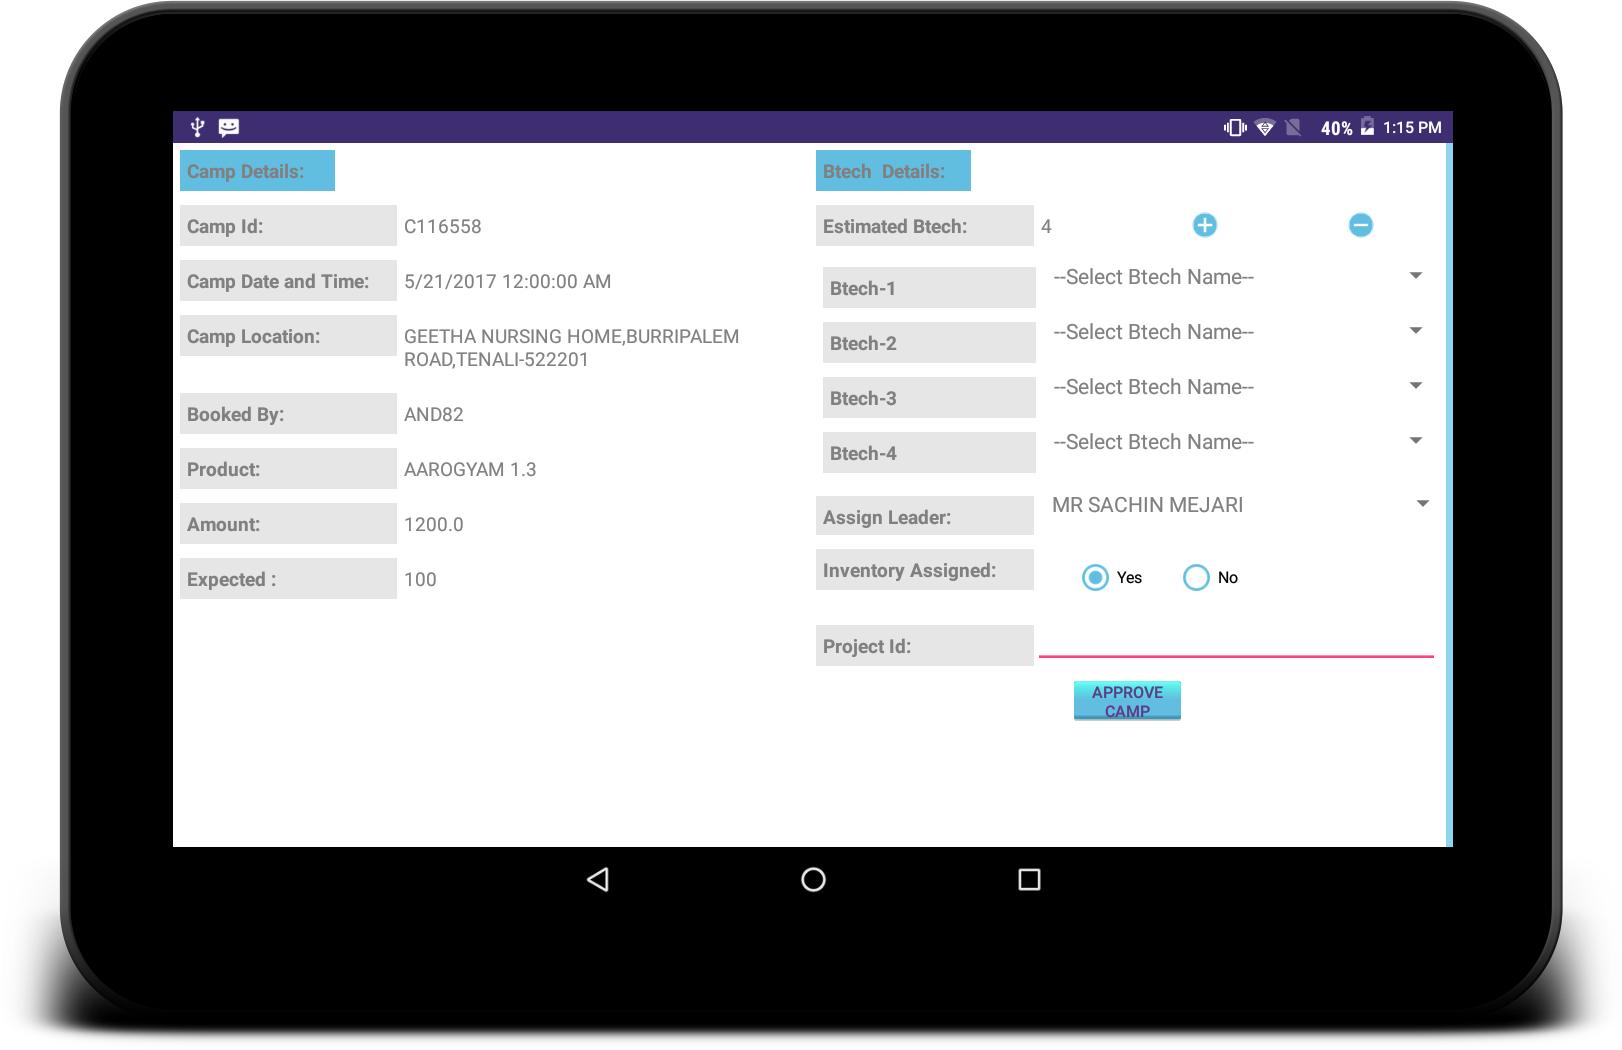 40% 1:15 PM
Camp Details:
Camp Id: C116558
Camp Date and Time: 5/21/2017 12:00:00 AM
Camp Location: GEETHA NURSING HOME,BURRIPALEM
ROAD,TENALI-522201
Booked By: AND82
Product: AAROGYAM 1.3
Amount: 1200.0
Expected : 100
Btech Details:
Estimated Btech: 4
Btech-1 --Select Btech Name--
Btech-2 --Select Btech Name--
Btech-3 --Select Btech Name--
Btech-4 --Select Btech Name--
Assign Leader: MR SACHIN MEJARI
Inventory Assigned: Yes No
Project Id:
APPROVE
CAMP